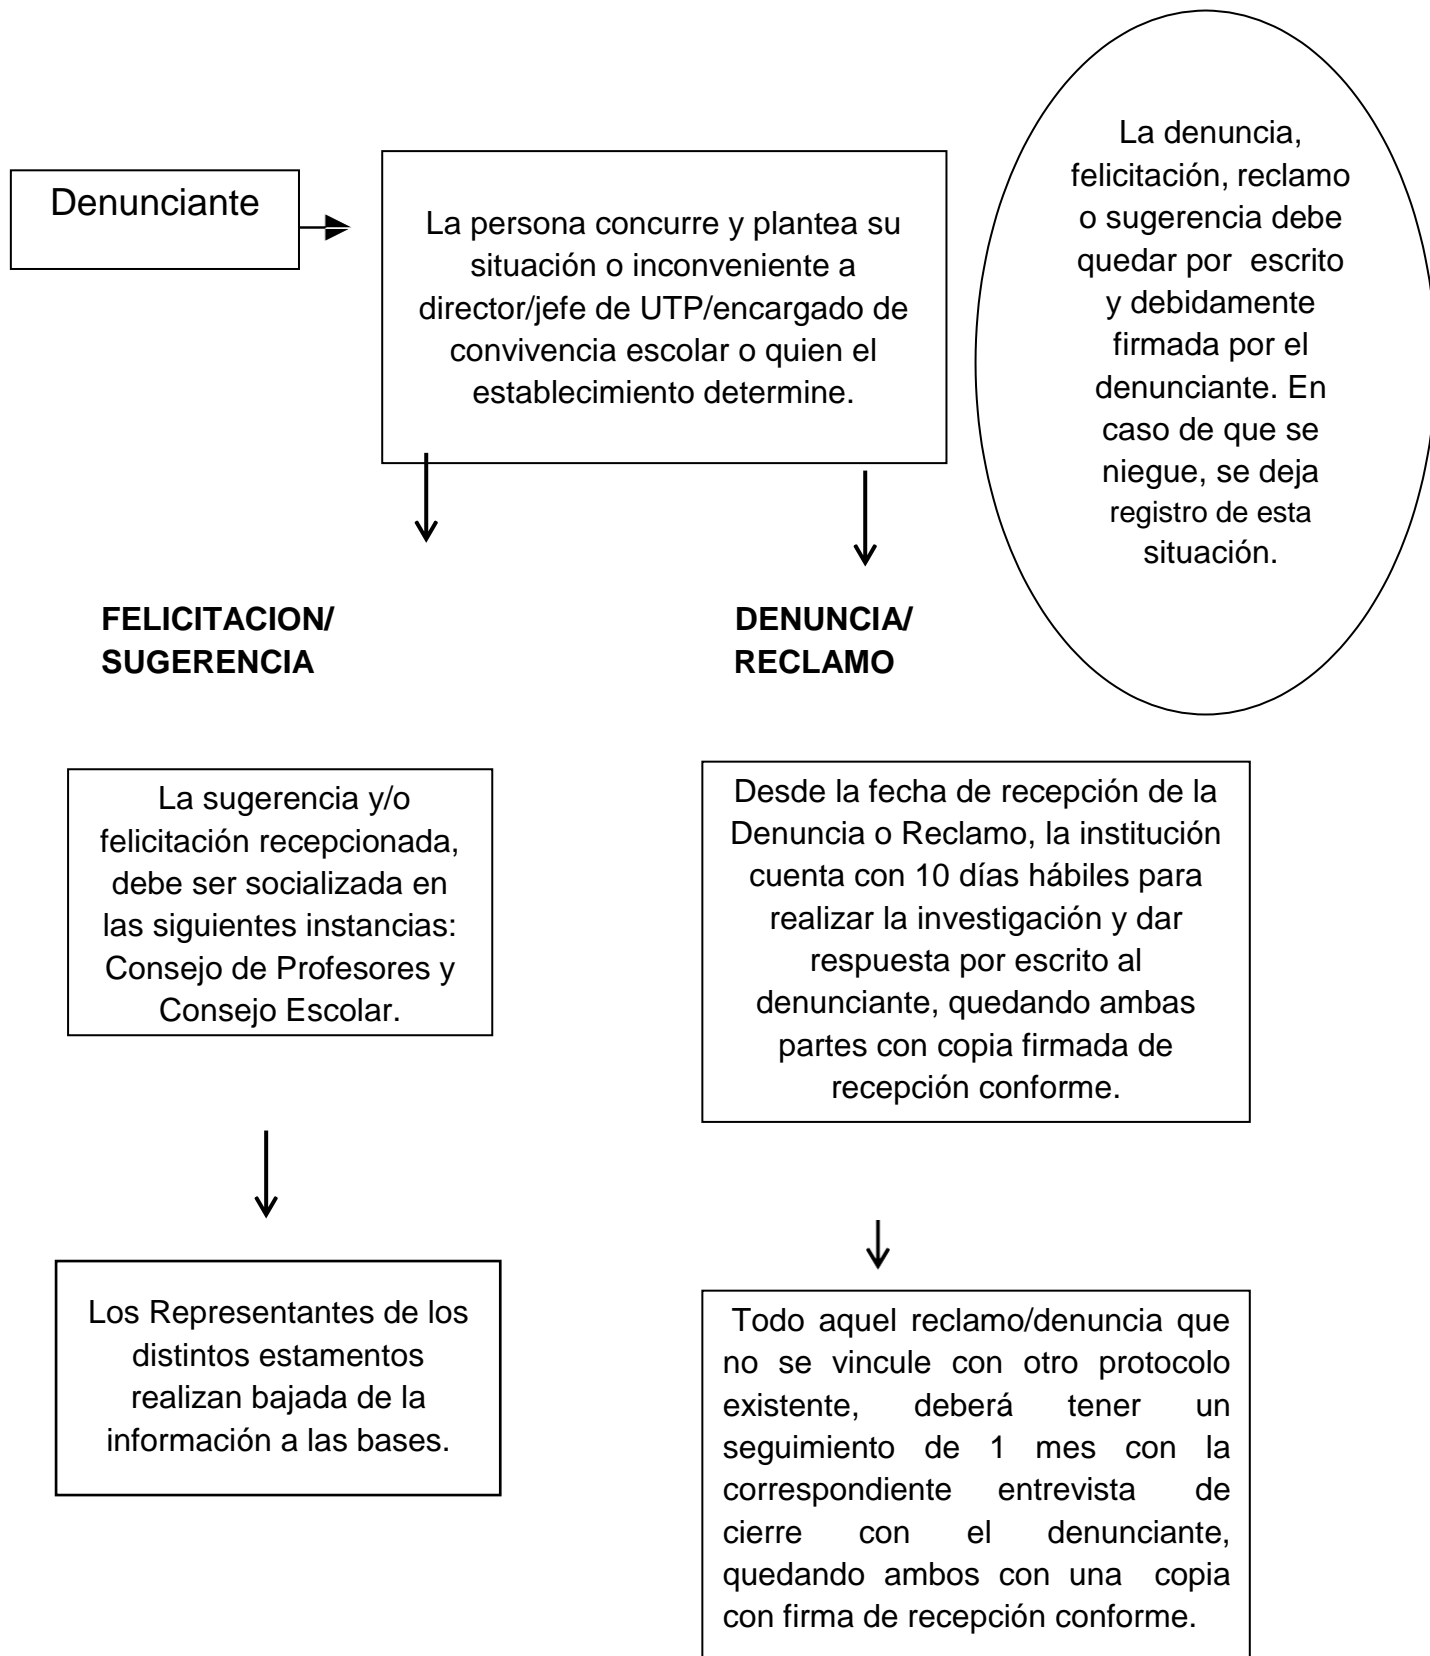 Denunciante
La persona concurre y plantea su
situación o inconveniente a
director/jefe de UTP/encargado de
convivencia escolar o quien el
establecimiento determine.
La denuncia,
felicitación, reclamo
o sugerencia debe
quedar por escrito
y debidamente
firmada por el
denunciante. En
caso de que se
niegue, se deja
registro de esta
situación.
FELICITACION/
SUGERENCIA
DENUNCIA/
RECLAMO
La sugerencia y/o
felicitación recepcionada,
debe ser socializada en
las siguientes instancias:
Consejo de Profesores y
Consejo Escolar.
Desde la fecha de recepción de la
Denuncia o Reclamo, la institución
cuenta con 10 días hábiles para
realizar la investigación y dar
respuesta por escrito al
denunciante, quedando ambas
partes con copia firmada de
recepción conforme.
Los Representantes de los
distintos estamentos
realizan bajada de la
información a las bases.
Todo aquel reclamo/denuncia que
no se vincule con otro protocolo
existente, deberá tener un
seguimiento de 1 mes con la
correspondiente entrevista de
cierre con el denunciante,
quedando ambos con una copia
con firma de recepción conforme.